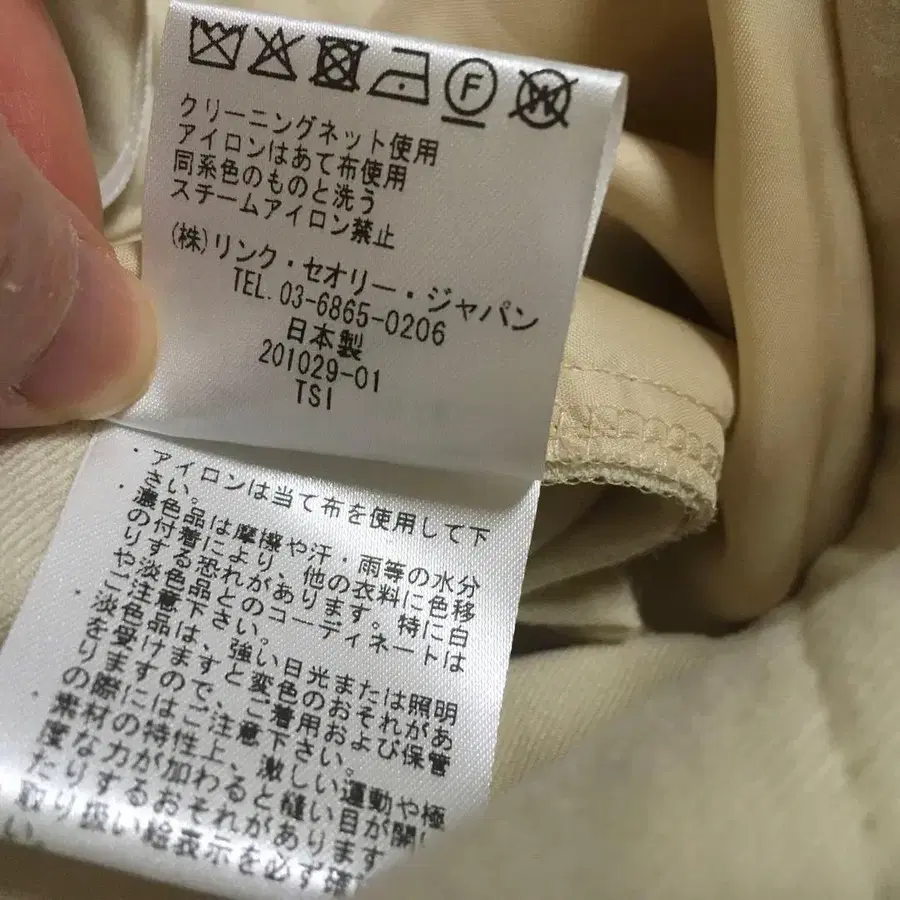 F
W
クリーニングネット使用
アイロンはあて布使用
同系色のものと洗う
スチームアイロン禁止
(株)リンク・セオリー・ジャパン
TEL. 03-6865-0206
日本製
201029-01
TSI
・アイロンは当て布を使用して下
さい。
・濃色品は摩擦や汗・雨等の水分
の付着により、他の衣料に色移
りする恐れがあります。特に白
や淡色品とのコーディネートは
ご注意下さい。
・淡色品は、強い日光または照明
を受けますと変色のおそれがあ
りますので、ご着用および保管
の際にはご注意下さい。
素材の特性上、激しい運動や極
度な力が加わると縫い目が開い
たりするおそれがあります
取り扱い絵表示を必ず確
い。